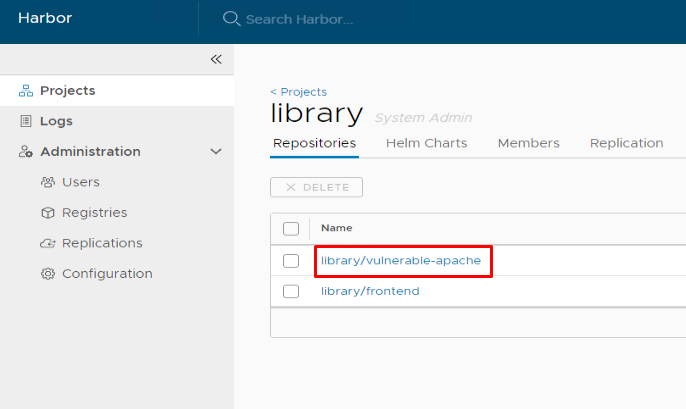 Harbor
Search Harbor...
Projects
Logs
Administration
Users
Registries
Replications
Configuration
< Projects
library System Admin
Repositories Helm Charts Members Replication
DELETE
Name
library/vulnerable-apache
library/frontend